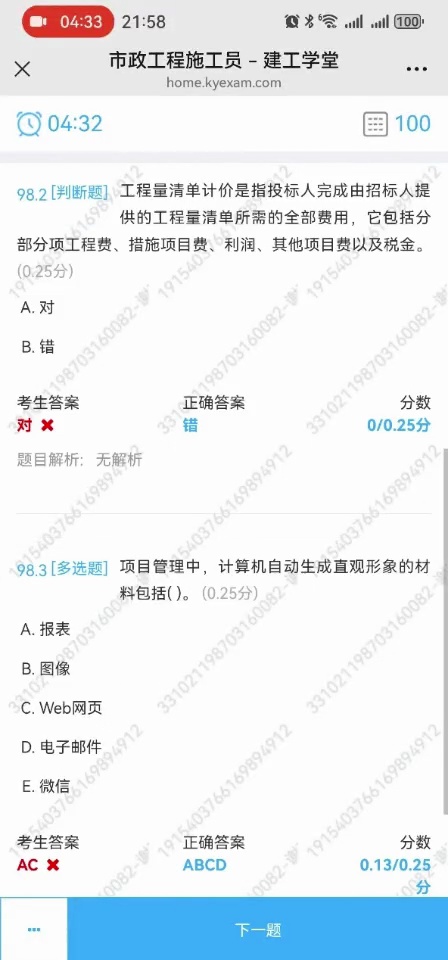 04:33 21:58 6 100
市政工程施工员 - 建工学堂
home.kyexam.com
04:32 100
98.2 [判断题] 工程量清单计价是指投标人完成由招标人提
供的工程量清单所需的全部费用，它包括分
部分项工程费、措施项目费、利润、其他项目费以及税金。
(0.25分)
A. 对
B. 错
考生答案 正确答案 分数
对 错 0/0.25分
题目解析: 无解析
98.3 [多选题] 项目管理中，计算机自动生成直观形象的材
料包括( )。 (0.25分)
A. 报表
B. 图像
C. Web网页
D. 电子邮件
E. 微信
考生答案 正确答案 分数
AC ABCD 0.13/0.25
分
下一题